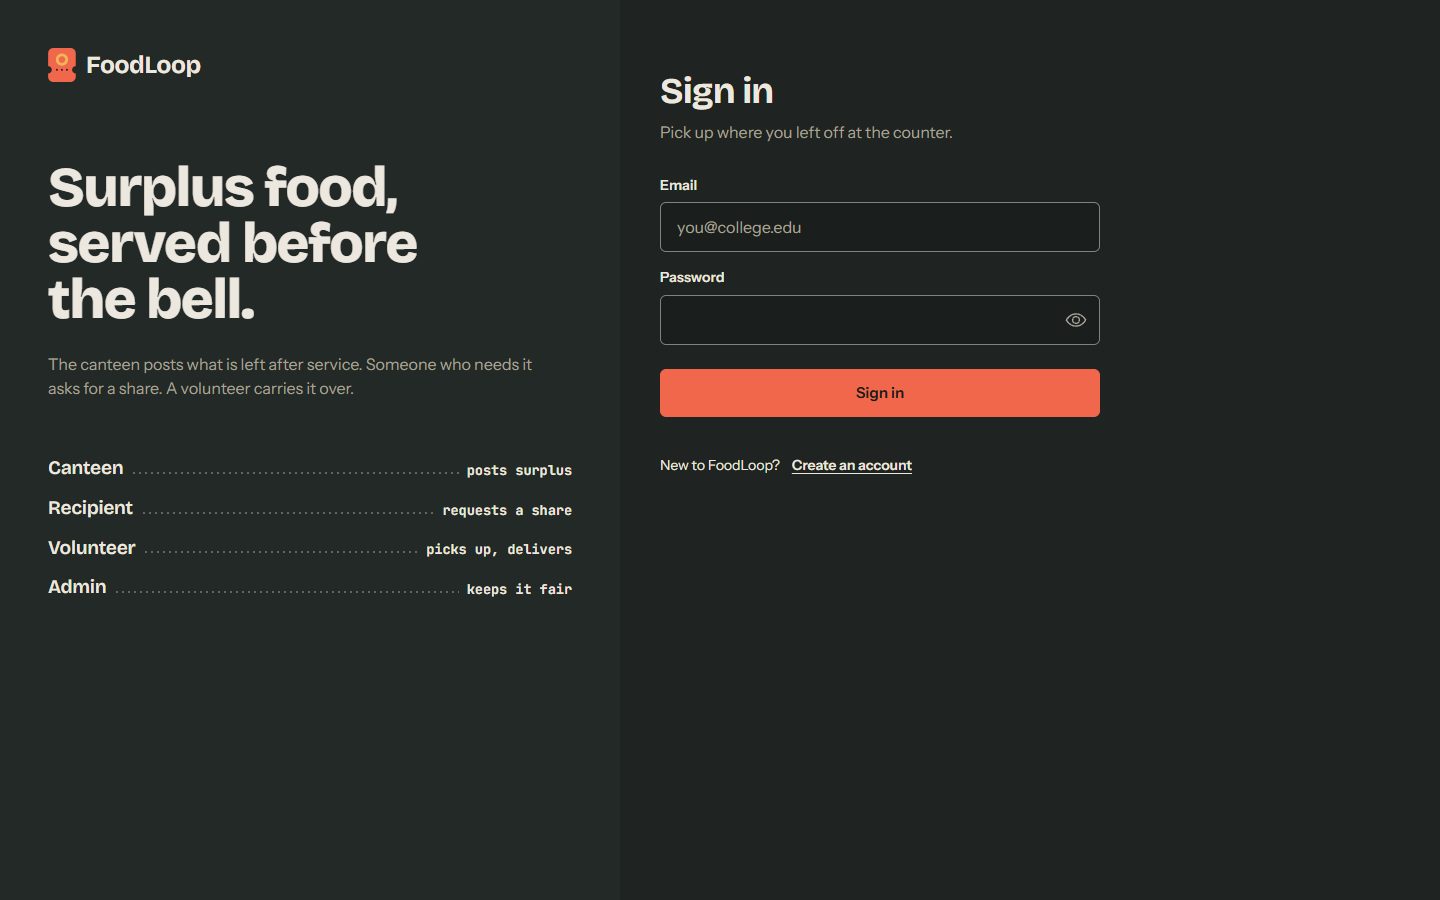 FoodLoop
Surplus food,
served before
the bell.
The canteen posts what is left after service. Someone who needs it
asks for a share. A volunteer carries it over.
Canteen posts surplus
Recipient requests a share
Volunteer picks up, delivers
Admin keeps it fair
Sign in
Pick up where you left off at the counter.
Email
you@college.edu
Password
Sign in
New to FoodLoop? Create an account